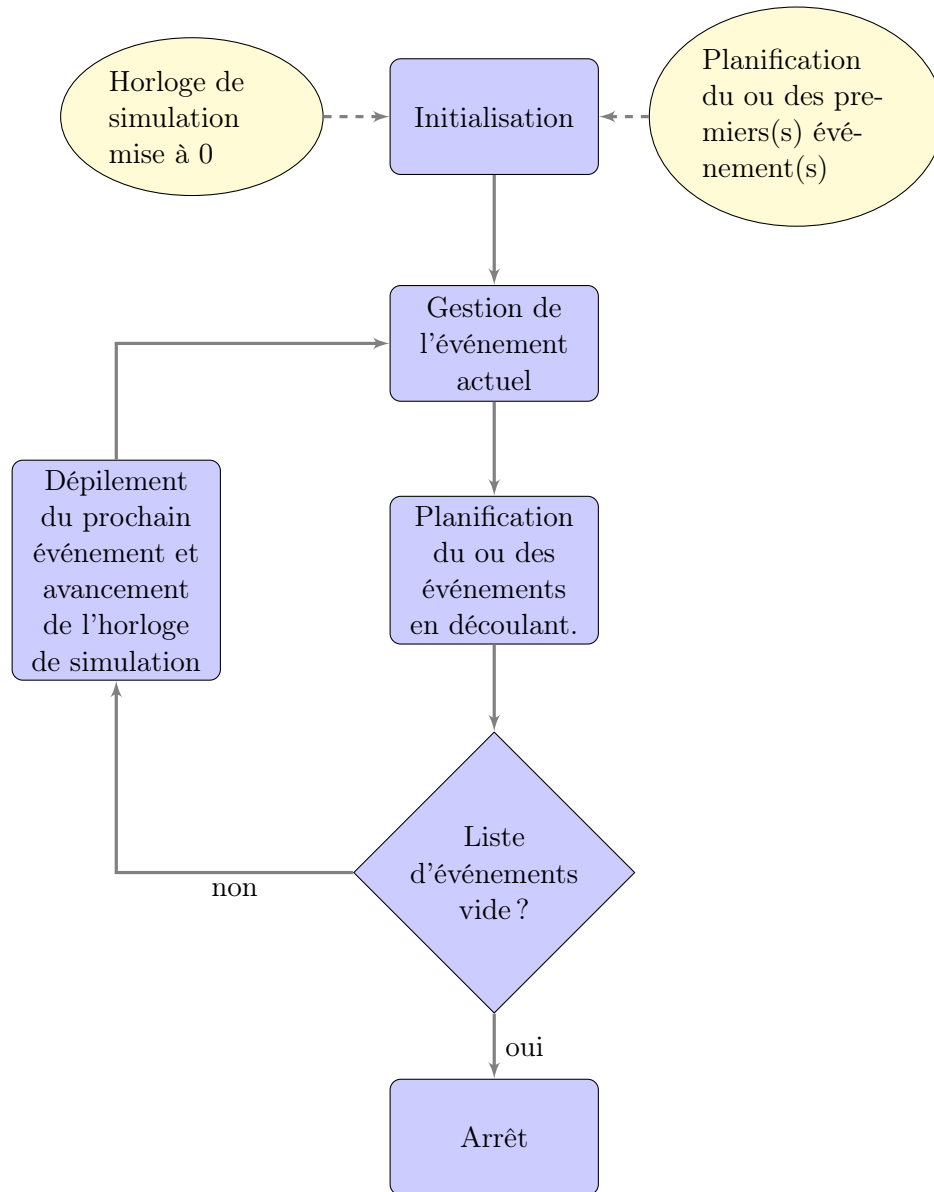 Horloge de
simulation
mise à 0
Initialisation
Planification
du ou des pre-
miers(s) évé-
nement(s)
Gestion de
l'événement
actuel
Dépilement
du prochain
événement et
avancement
de l'horloge
de simulation
Planification
du ou des
événements
en découlant.
Liste
d'événements
vide ?
non
oui
Arrêt